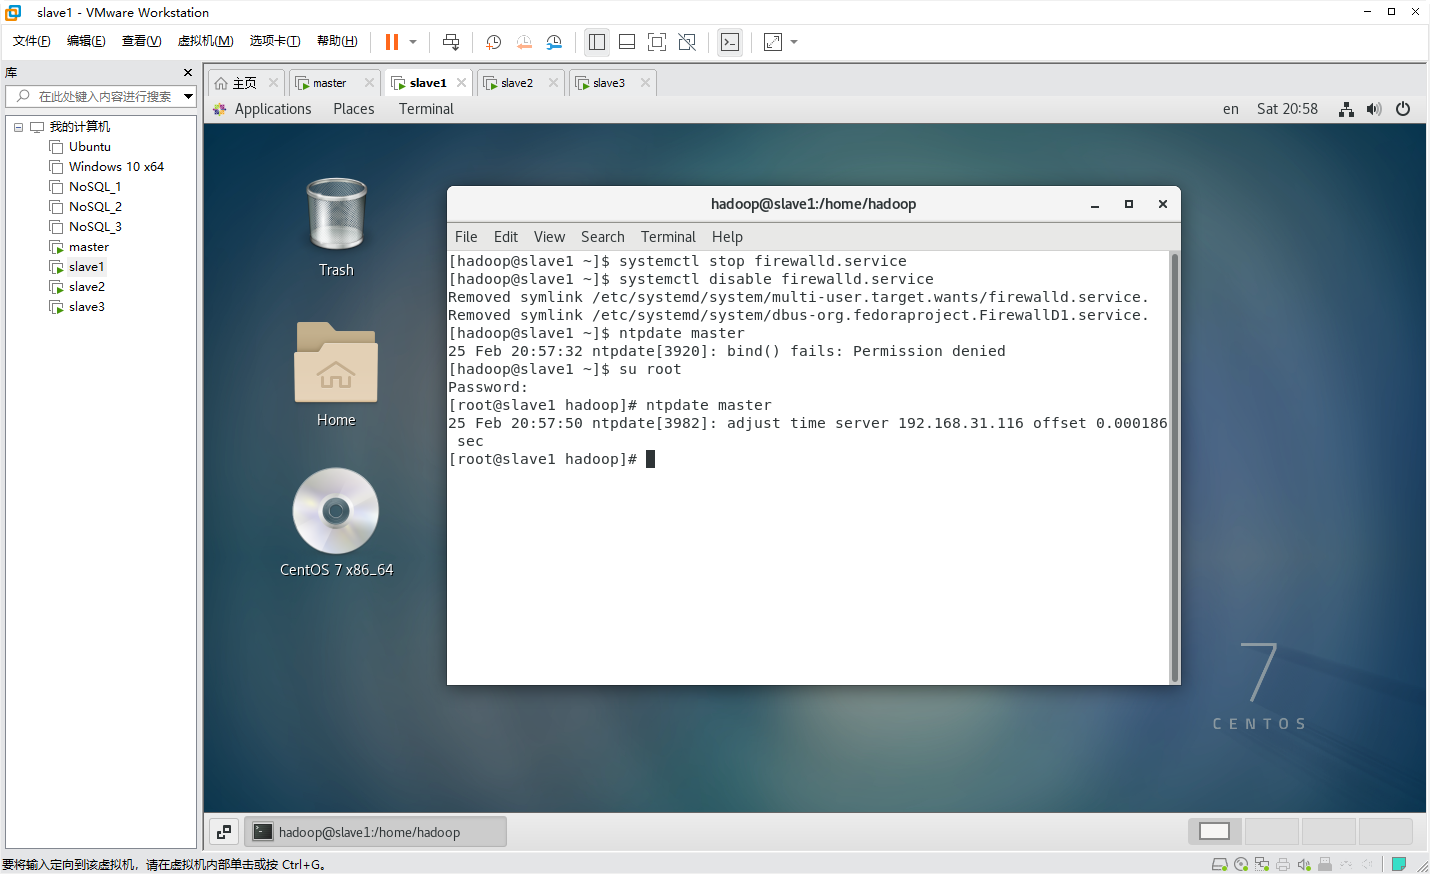 slave1 - VMware Workstation
文件(F) 编辑(E) 查看(V) 虚拟机(M) 选项卡(T) 帮助(H)
库
在此处键入内容进行搜索
我的计算机
Ubuntu
Windows 10 x64
NoSQL_1
NoSQL_2
NoSQL_3
master
slave1
slave2
slave3
主页 master slave1 slave2 slave3
Applications Places Terminal en Sat 20:58
Trash
Home
CentOS 7 x86_64
hadoop@slave1:/home/hadoop
File Edit View Search Terminal Help
[hadoop@slave1 ~]$ systemctl stop firewalld.service
[hadoop@slave1 ~]$ systemctl disable firewalld.service
Removed symlink /etc/systemd/system/multi-user.target.wants/firewalld.service.
Removed symlink /etc/systemd/system/dbus-org.fedoraproject.FirewallD1.service.
[hadoop@slave1 ~]$ ntpdate master
25 Feb 20:57:32 ntpdate[3920]: bind() fails: Permission denied
[hadoop@slave1 ~]$ su root
Password:
[root@slave1 hadoop]# ntpdate master
25 Feb 20:57:50 ntpdate[3982]: adjust time server 192.168.31.116 offset 0.000186
sec
[root@slave1 hadoop]#
7
CENTOS
hadoop@slave1:/home/hadoop
要将输入定向到该虚拟机，请在虚拟机内部单击或按 Ctrl+G。